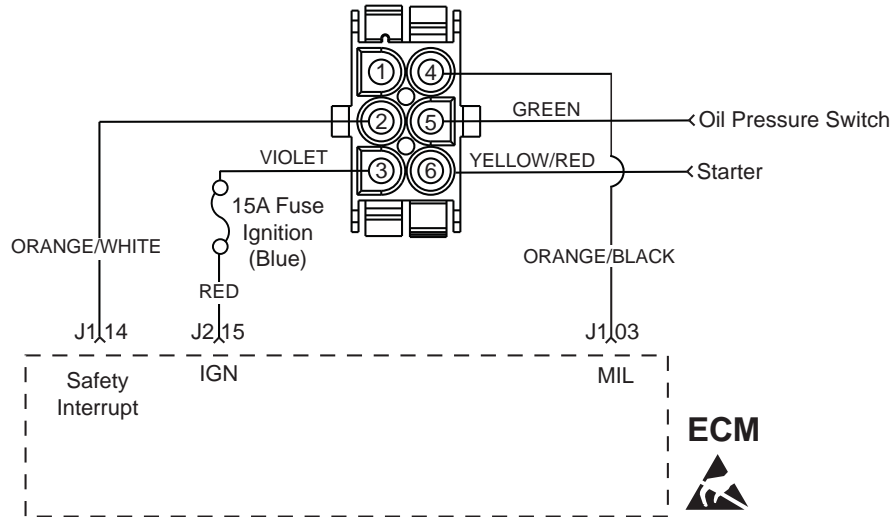 1
4
2
5
3
6
GREEN
Oil Pressure Switch
VIOLET
YELLOW/RED
Starter
15A Fuse
Ignition
(Blue)
ORANGE/WHITE
ORANGE/BLACK
RED
J1 14
J2 15
J1 03
Safety
Interrupt
IGN
MIL
ECM